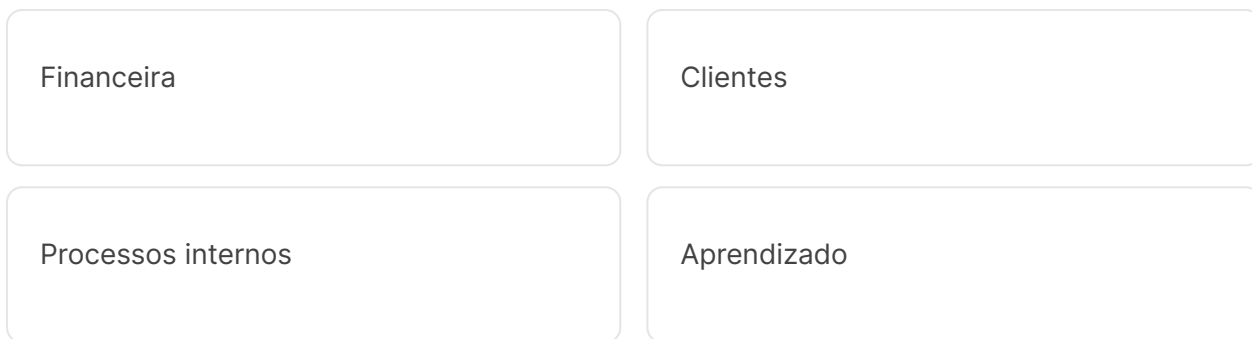 Financeira
Clientes
Processos internos
Aprendizado